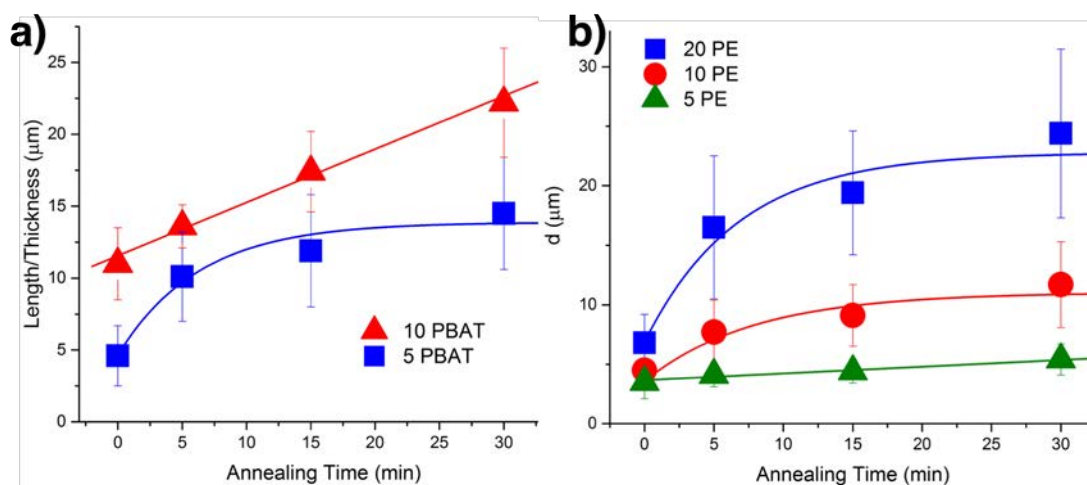 a)
25
20
15
10
5
0
Length/Thickness (μm)
10 PBAT
5 PBAT
0 5 10 15 20 25 30
Annealing Time (min)
b)
30
20
10
0
d (μm)
20 PE
10 PE
5 PE
0 5 10 15 20 25 30
Annealing Time (min)